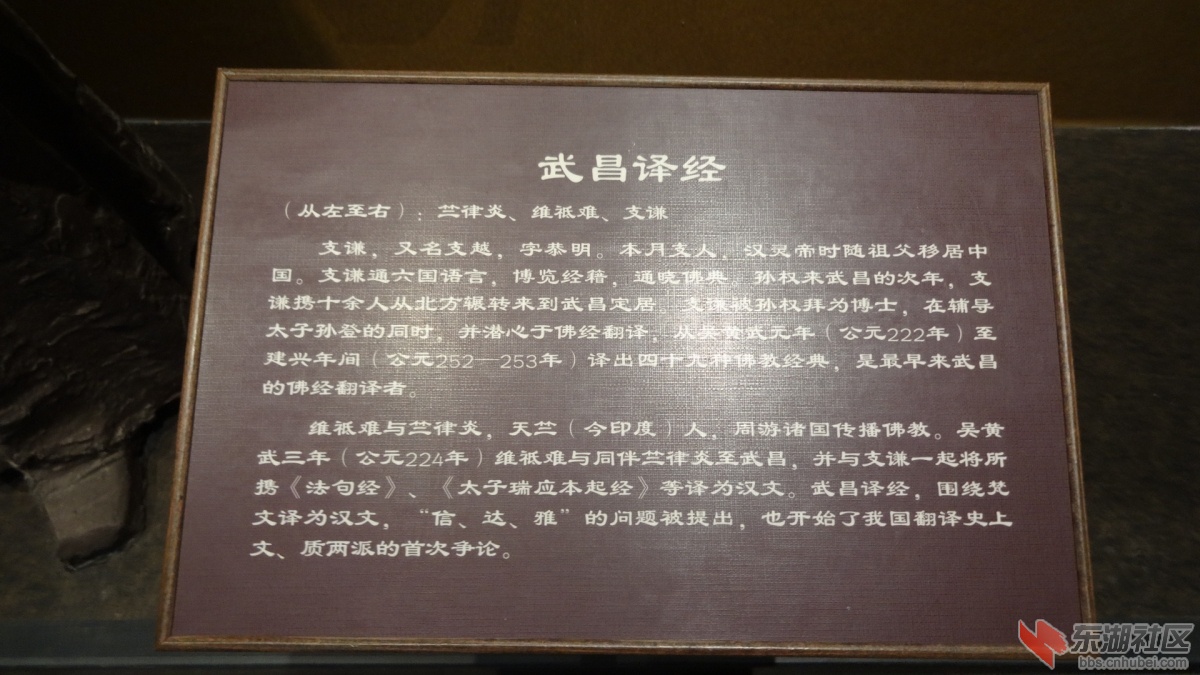 武昌译经
（从左至右）：竺律炎、维祗难、支谦
支谦，又名支越，字恭明。本月支人，汉灵帝时随祖父移居中
国。支谦通六国语言，博览经籍，通晓佛典，孙权来武昌的次年，支
谦携十余人从北方辗转来到武昌定居。支谦被孙权拜为博士，在辅导
太子孙登的同时，并潜心于佛经翻译，从吴黄武元年（公元222年）至
建兴年间（公元252—253年）译出四十九种佛教经典，是最早来武昌
的佛经翻译者。
维祗难与竺律炎，天竺（今印度）人，周游诸国传播佛教。吴黄
武三年（公元224年）维祗难与同伴竺律炎至武昌，并与支谦一起将所
携《法句经》、《太子瑞应本起经》等译为汉文。武昌译经，围绕梵
文译为汉文，“信、达、雅”的问题被提出，也开始了我国翻译史上
文、质两派的首次争论。
东湖社区
bbs.cnhubei.com